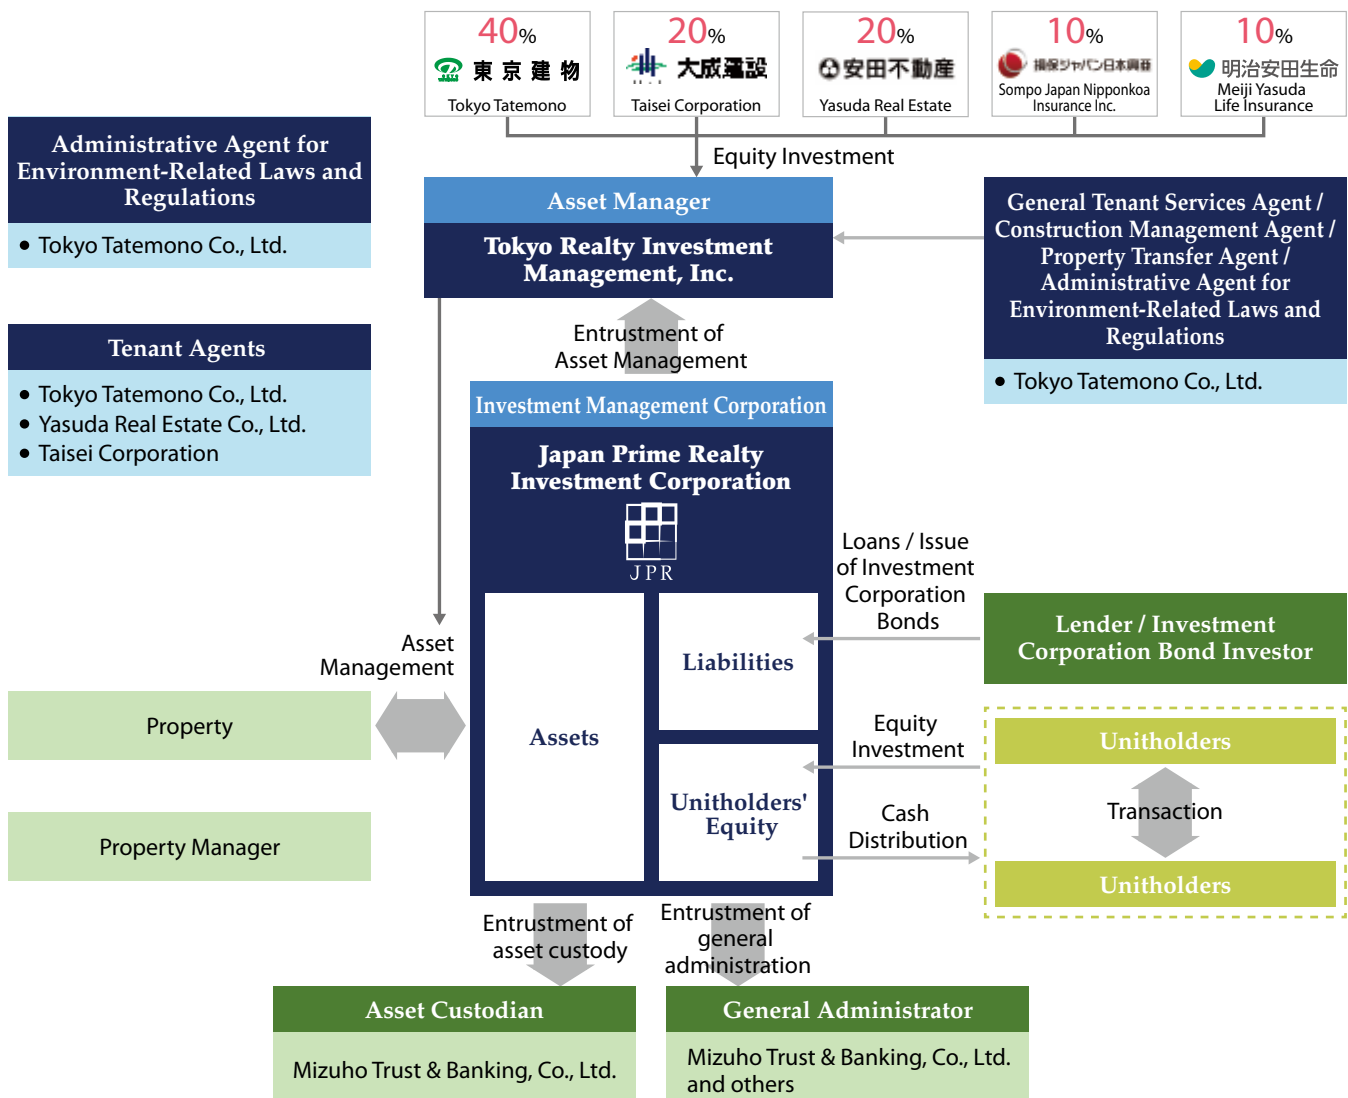 40%
東京建物
Tokyo Tatemono
20%
大成建設
Taisei Corporation
20%
安田不動産
Yasuda Real Estate
10%
損保ジャパン日本興亜
Sompo Japan Nipponkoa
Insurance Inc.
10%
明治安田生命
Meiji Yasuda
Life Insurance
Equity Investment
Administrative Agent for
Environment-Related Laws and
Regulations
• Tokyo Tatemono Co., Ltd.
Asset Manager
Tokyo Realty Investment
Management, Inc.
General Tenant Services Agent /
Construction Management Agent /
Property Transfer Agent /
Administrative Agent for
Environment-Related Laws and
Regulations
• Tokyo Tatemono Co., Ltd.
Tenant Agents
• Tokyo Tatemono Co., Ltd.
• Yasuda Real Estate Co., Ltd.
• Taisei Corporation
Entrustment of
Asset Management
Investment Management Corporation
Japan Prime Realty
Investment Corporation
JPR
Assets
Liabilities
Unitholders'
Equity
Asset
Management
Property
Property Manager
Loans / Issue
of Investment
Corporation
Bonds
Lender / Investment
Corporation Bond Investor
Equity
Investment
Cash
Distribution
Unitholders
Transaction
Unitholders
Entrustment of
asset custody
Entrustment of
general
administration
Asset Custodian
Mizuho Trust & Banking, Co., Ltd.
General Administrator
Mizuho Trust & Banking, Co., Ltd.
and others